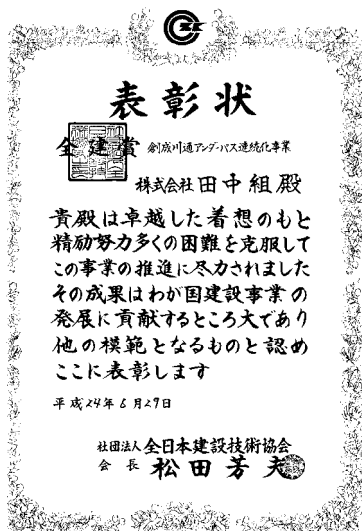 表彰状
全建賞 創成川通アンダーパス連続化事業
株式会社 田中組 殿
貴殿は卓越した着想のもと
精励努力多くの困難を克服して
この事業の推進に尽力されました
その成果はわが国建設事業の
発展に貢献するところ大であり
他の模範となるものと認め
ここに表彰します
平成24年6月29日
社団法人 全日本建設技術協会
会長 松田芳夫